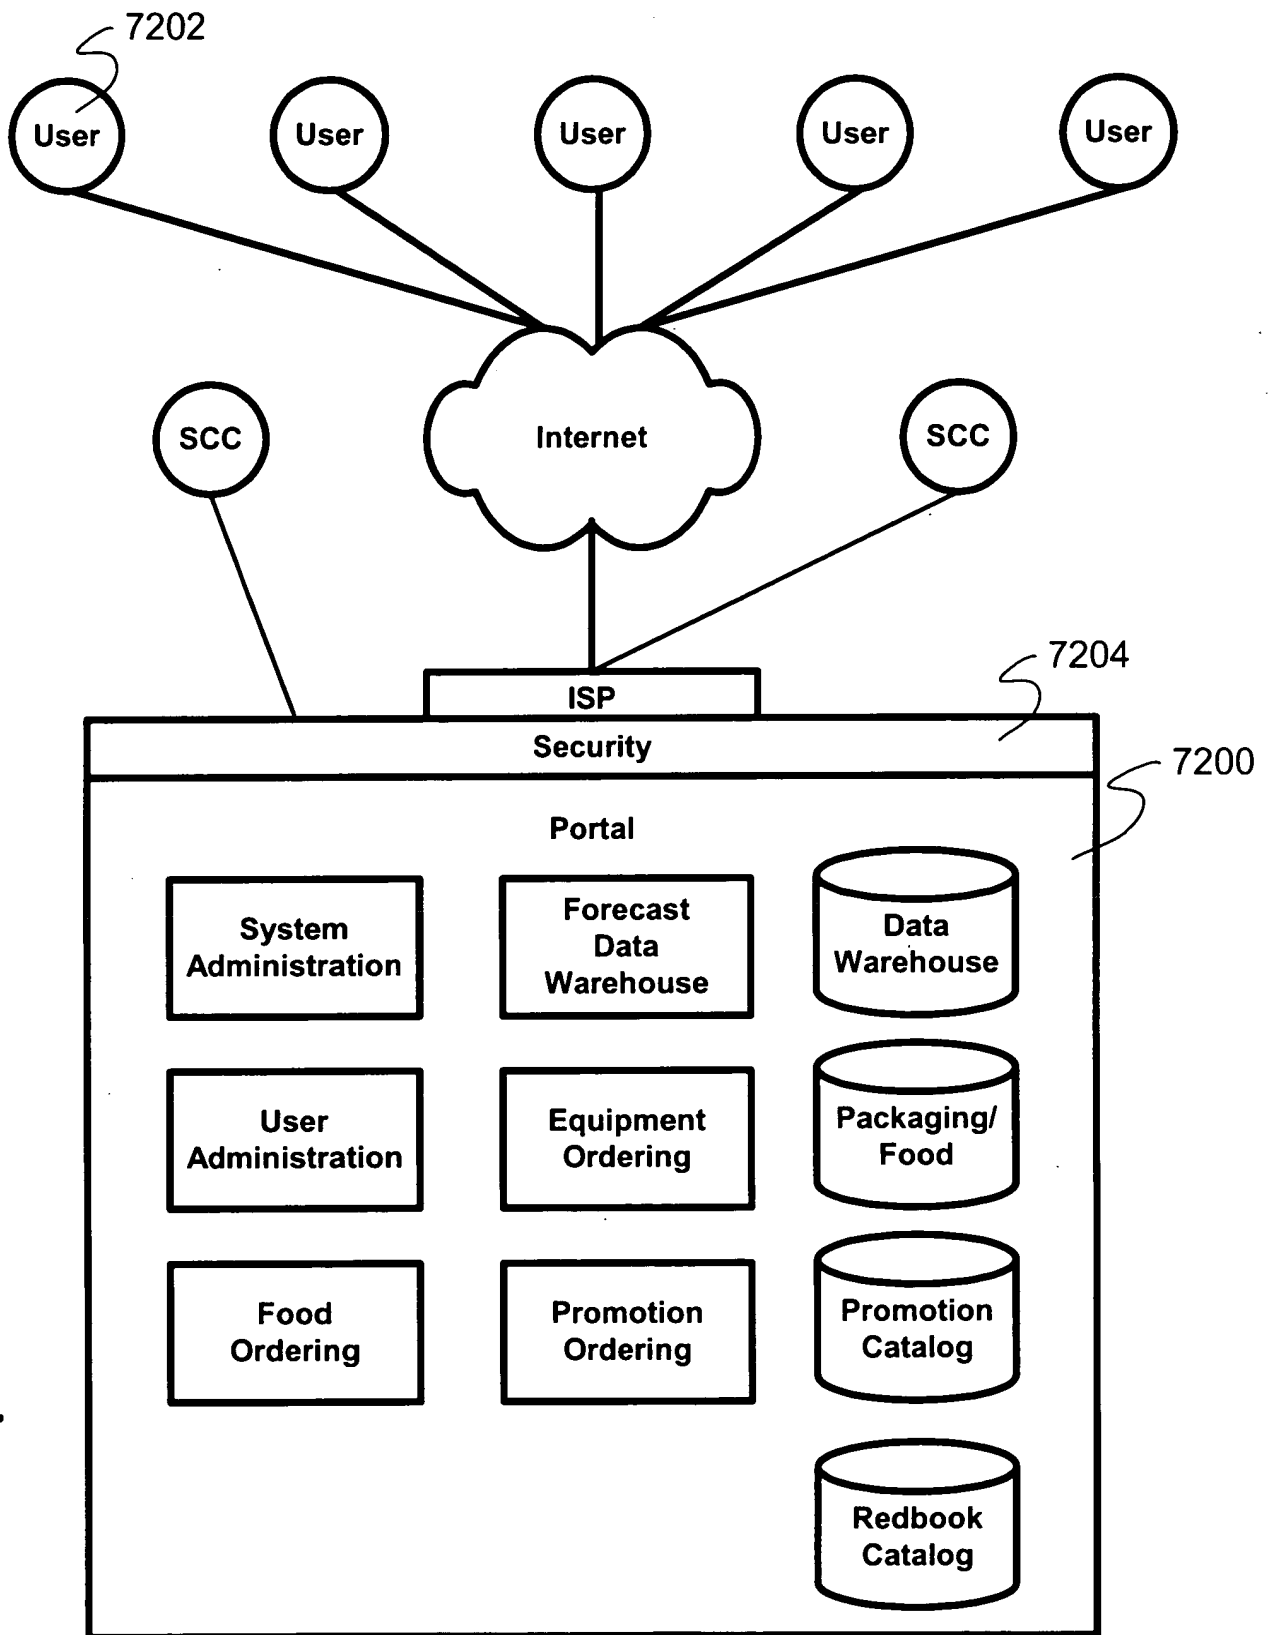 7202
User
User
User
User
User
SCC
Internet
SCC
7204
ISP
Security
7200
Portal
System
Administration
Forecast
Data
Warehouse
Data
Warehouse
User
Administration
Equipment
Ordering
Packaging/
Food
Food
Ordering
Promotion
Ordering
Promotion
Catalog
Redbook
Catalog